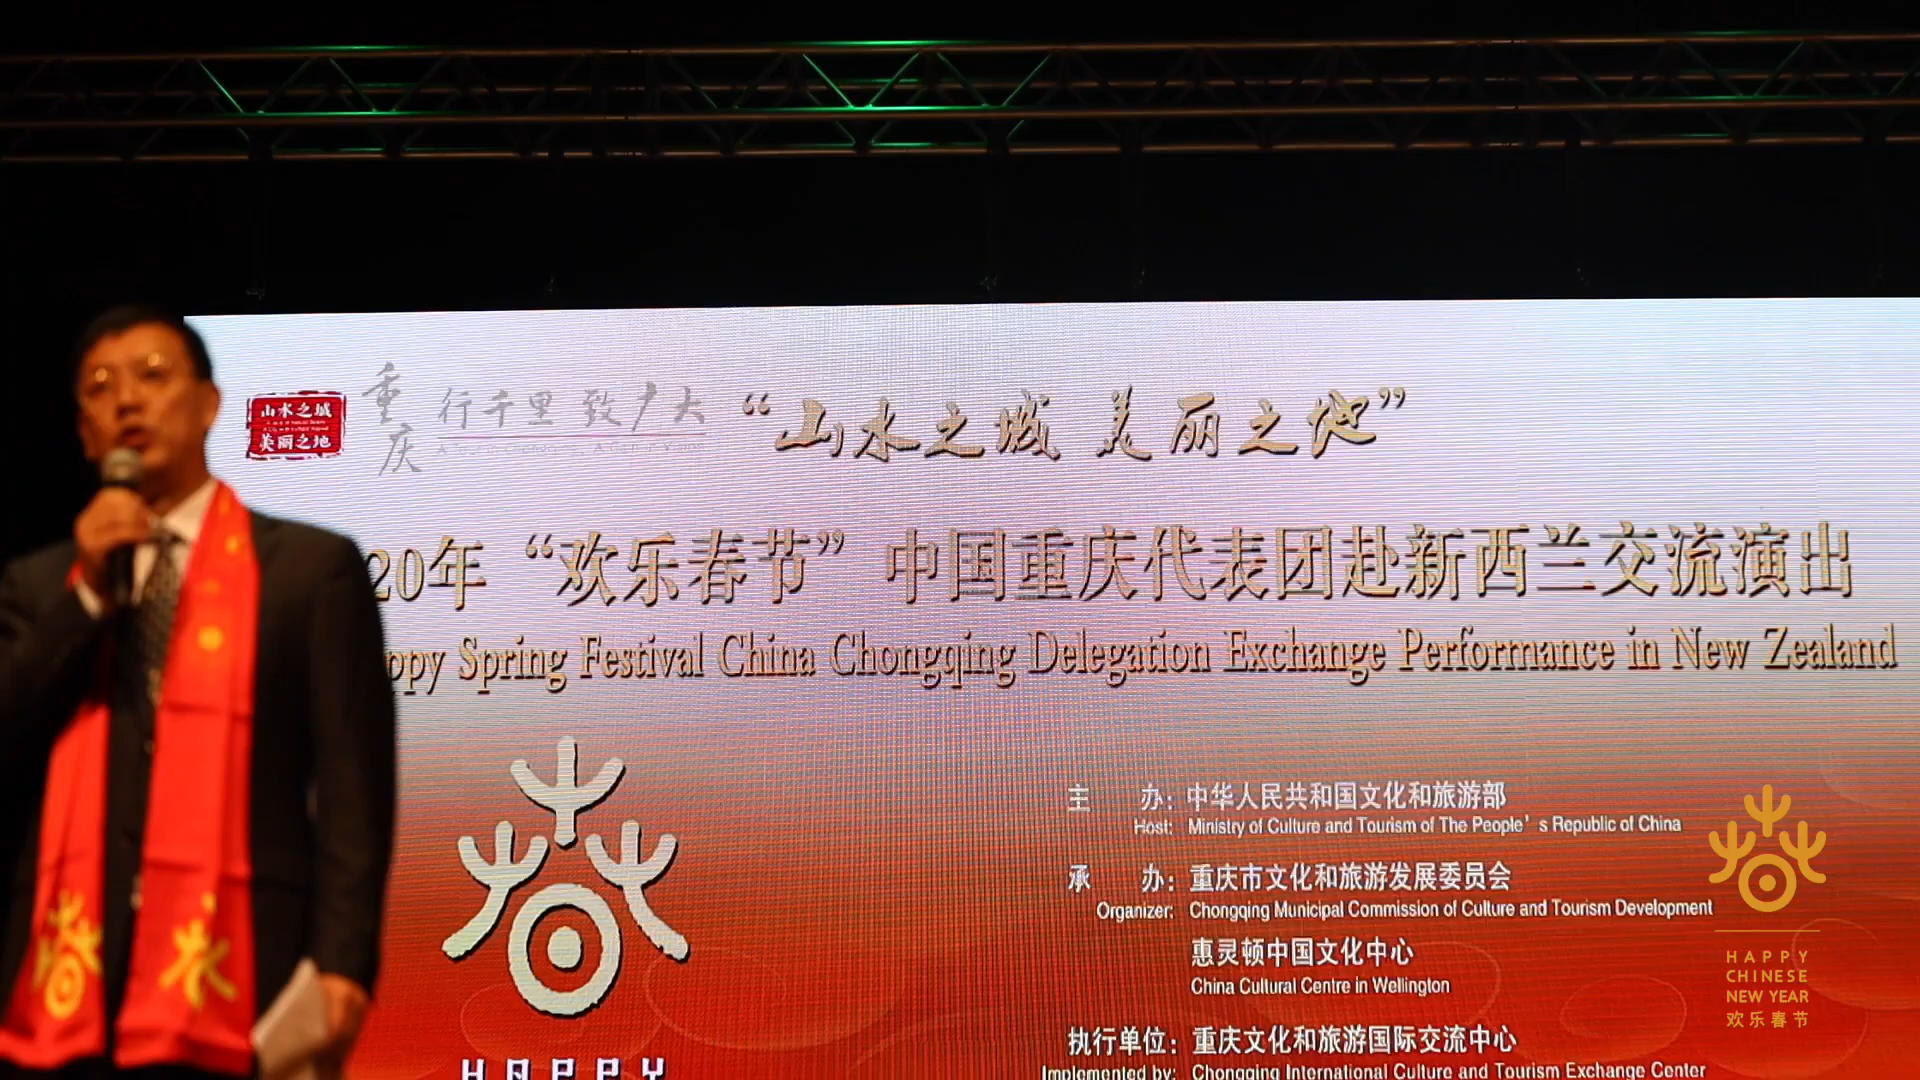 山水之城
美丽之地
重庆
行千里 致广大
“山水之城 美丽之地”
20年“欢乐春节”中国重庆代表团赴新西兰交流演出
ppy Spring Festival China Chongqing Delegation Exchange Performance in New Zealand
主 办: 中华人民共和国文化和旅游部
Host: Ministry of Culture and Tourism of The People’s Republic of China
承 办: 重庆市文化和旅游发展委员会
Organizer: Chongqing Municipal Commission of Culture and Tourism Development
惠灵顿中国文化中心
China Cultural Centre in Wellington
执行单位: 重庆文化和旅游国际交流中心
Implemented by: Chongqing International Culture and Tourism Exchange Center
HAPPY
HAPPY
CHINESE
NEW YEAR
欢乐春节